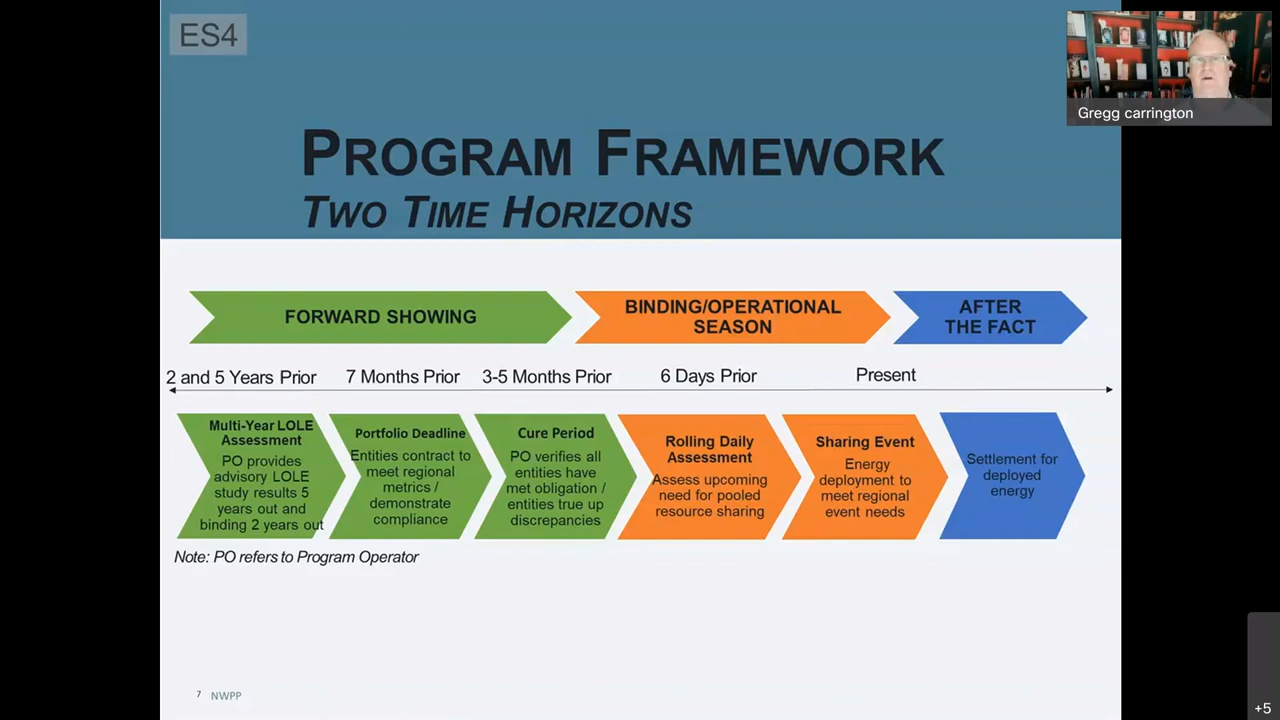 ES4
Gregg carrington
PROGRAM FRAMEWORK
TWO TIME HORIZONS
FORWARD SHOWING
BINDING/OPERATIONAL
SEASON
AFTER
THE FACT
2 and 5 Years Prior
7 Months Prior
3-5 Months Prior
6 Days Prior
Present
Multi-Year LOLE
Assessment
PO provides
advisory LOLE
study results 5
years out and
binding 2 years out
Portfolio Deadline
Entities contract to
meet regional
metrics /
demonstrate
compliance
Cure Period
PO verifies all
entities have
met obligation /
entities true up
discrepancies
Rolling Daily
Assessment
Assess upcoming
need for pooled
resource sharing
Sharing Event
Energy
deployment to
meet regional
event needs
Settlement for
deployed
energy
Note: PO refers to Program Operator
7 NWPP
+5